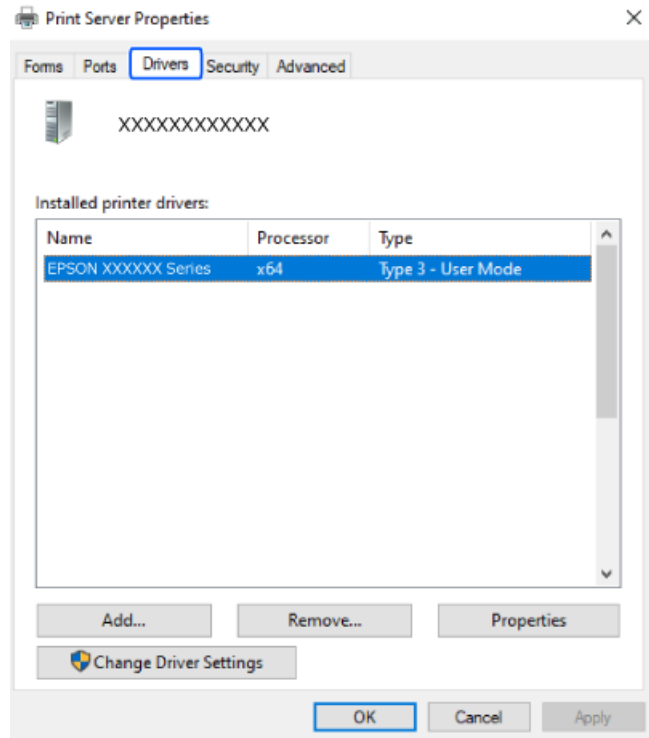 Print Server Properties
Forms Ports Drivers Security Advanced
XXXXXXXXXXXX
Installed printer drivers:
Name Processor Type
EPSON XXXXXX Series x64 Type 3 - User Mode
Add... Remove... Properties
Change Driver Settings
OK Cancel Apply